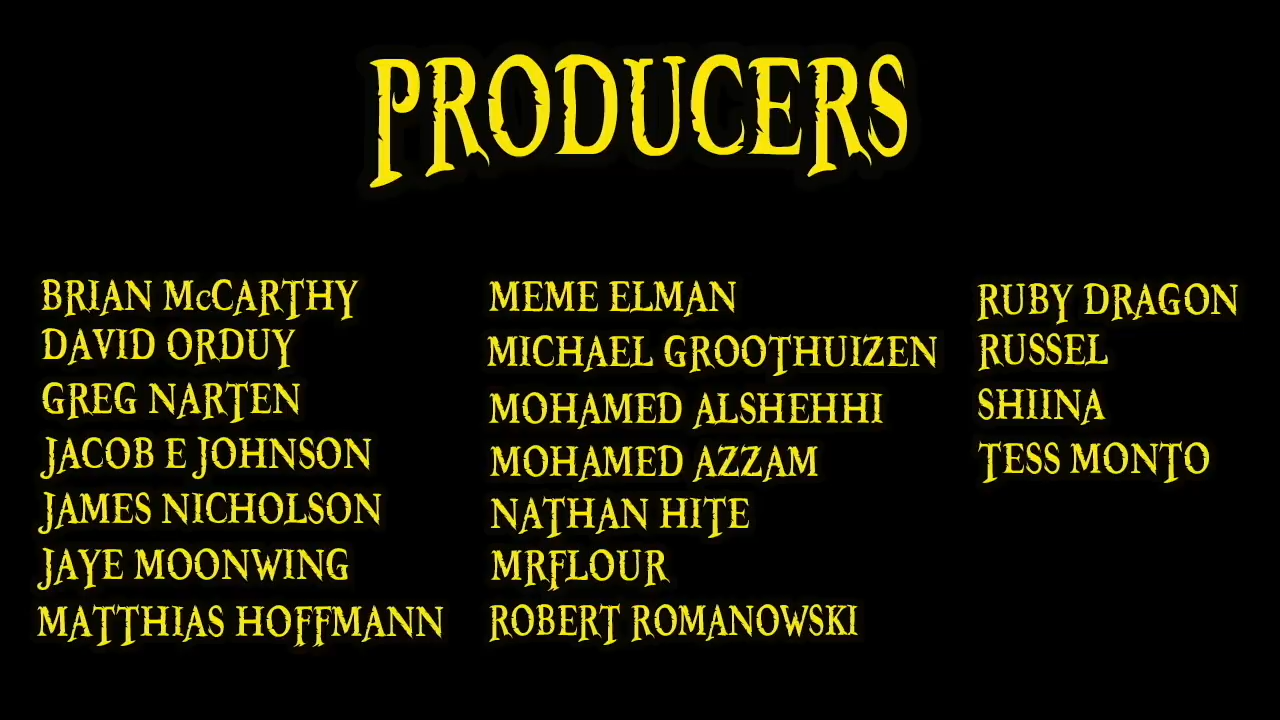 PRODUCERS
BRIAN McCARTHY
DAVID ORDUY
GREG NARTEN
JACOB E JOHNSON
JAMES NICHOLSON
JAYE MOONWING
MATTHIAS HOFFMANN
MEME ELMAN
MICHAEL GROOTHUIZEN
MOHAMED ALSHEHHI
MOHAMED AZZAM
NATHAN HITE
MRFLOUR
ROBERT ROMANOWSKI
RUBY DRAGON
RUSSEL
SHIINA
TESS MONTO